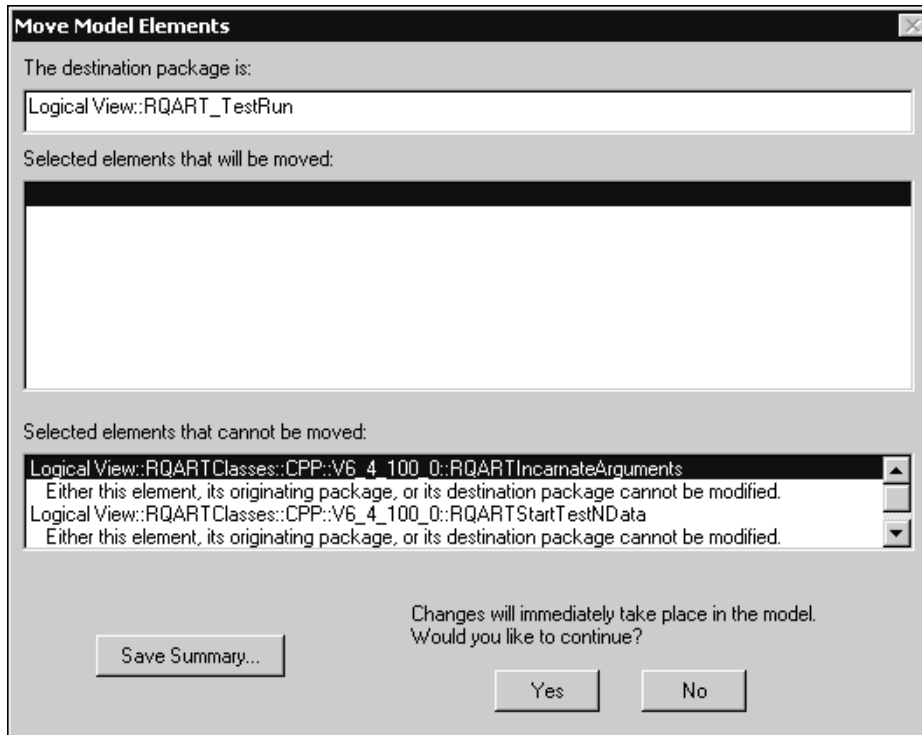 Move Model Elements
The destination package is:
Logical View::RQART_TestRun
Selected elements that will be moved:
Selected elements that cannot be moved:
Logical View::RQARTClasses::CPP::V6_4_100_0::RQARTIncarnateArguments
Either this element, its originating package, or its destination package cannot be modified.
Logical View::RQARTClasses::CPP::V6_4_100_0::RQARTStartTestNData
Either this element, its originating package, or its destination package cannot be modified.
Changes will immediately take place in the model.
Would you like to continue?
Save Summary...
Yes
No